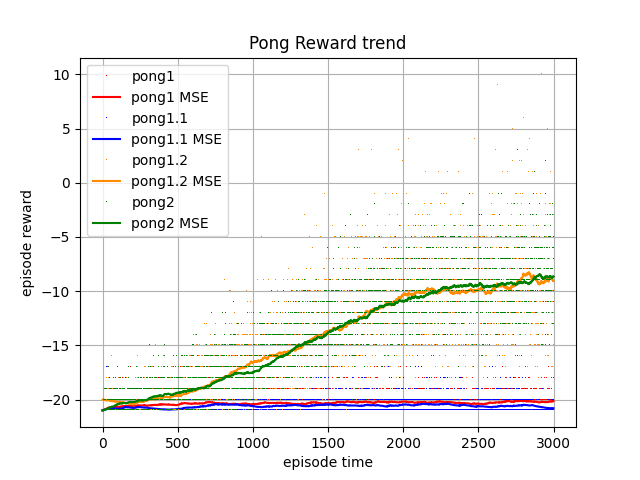 Pong Reward trend
pong1
pong1 MSE
pong1.1
pong1.1 MSE
pong1.2
pong1.2 MSE
pong2
pong2 MSE
episode reward
10
5
0
−5
−10
−15
−20
0 500 1000 1500 2000 2500 3000
episode time